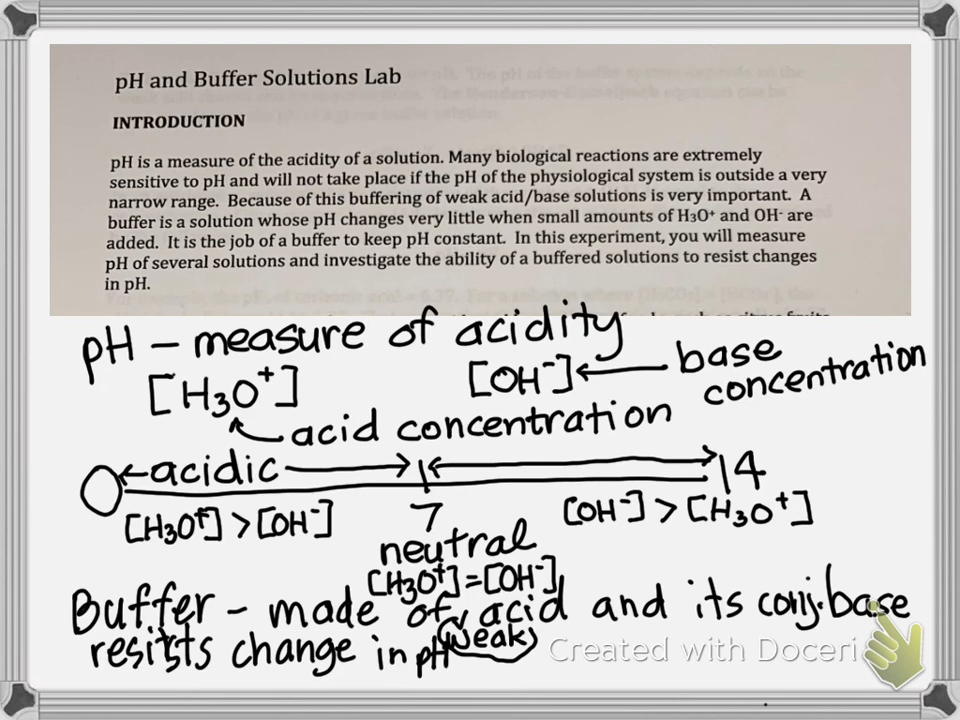 pH and Buffer Solutions Lab
INTRODUCTION
pH is a measure of the acidity of a solution. Many biological reactions are extremely
sensitive to pH and will not take place if the pH of the physiological system is outside a very
narrow range. Because of this buffering of weak acid/base solutions is very important. A
buffer is a solution whose pH changes very little when small amounts of H₃O⁺ and OH⁻ are
added. It is the job of a buffer to keep pH constant. In this experiment, you will measure
pH of several solutions and investigate the ability of a buffered solutions to resist changes
in pH.
pH – measure of acidity
[H₃O⁺] [OH⁻] ← base
concentration
acid concentration
0 ← acidic → 14
7
[H₃O⁺] > [OH⁻] [OH⁻] > [H₃O⁺]
neutral
[H₃O⁺] = [OH⁻]
Buffer – made of acid and its conj. base
(weak)
resists change in pH
Created with Doceri